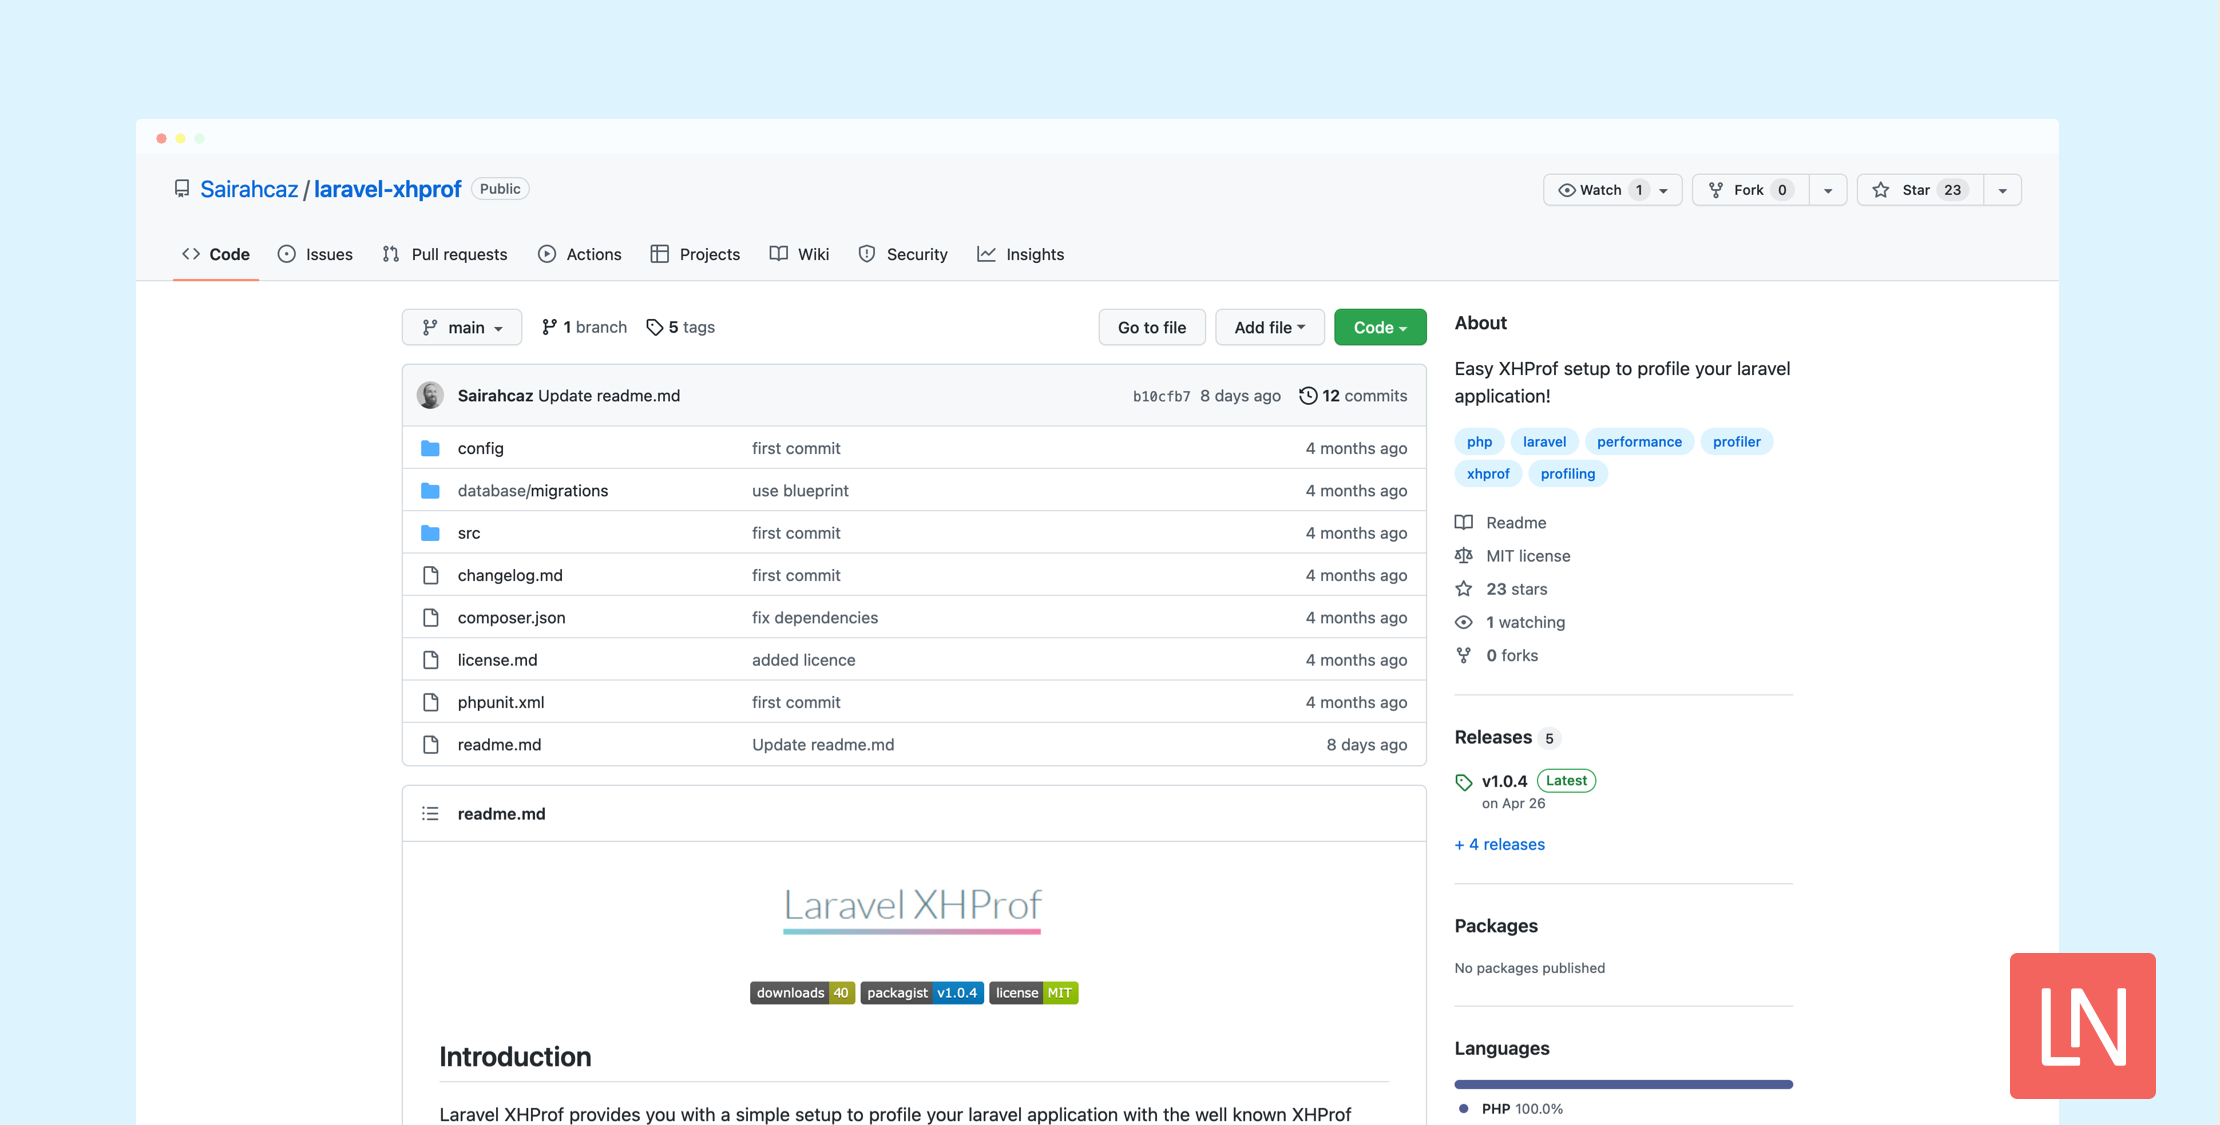 Sairahcaz / laravel-xhprof Public
Watch 1 Fork 0 Star 23
Code Issues Pull requests Actions Projects Wiki Security Insights
main 1 branch 5 tags Go to file Add file Code
Sairahcaz Update readme.md b10cfb7 8 days ago 12 commits
config first commit 4 months ago
database/migrations use blueprint 4 months ago
src first commit 4 months ago
changelog.md first commit 4 months ago
composer.json fix dependencies 4 months ago
license.md added licence 4 months ago
phpunit.xml first commit 4 months ago
readme.md Update readme.md 8 days ago
readme.md
Laravel XHProf
downloads 40 packagist v1.0.4 license MIT
Introduction
Laravel XHProf provides you with a simple setup to profile your laravel application with the well known XHProf
About
Easy XHProf setup to profile your laravel
application!
php laravel performance profiler
xhprof profiling
Readme
MIT license
23 stars
1 watching
0 forks
Releases 5
v1.0.4 Latest
on Apr 26
+ 4 releases
Packages
No packages published
Languages
PHP 100.0%
LN